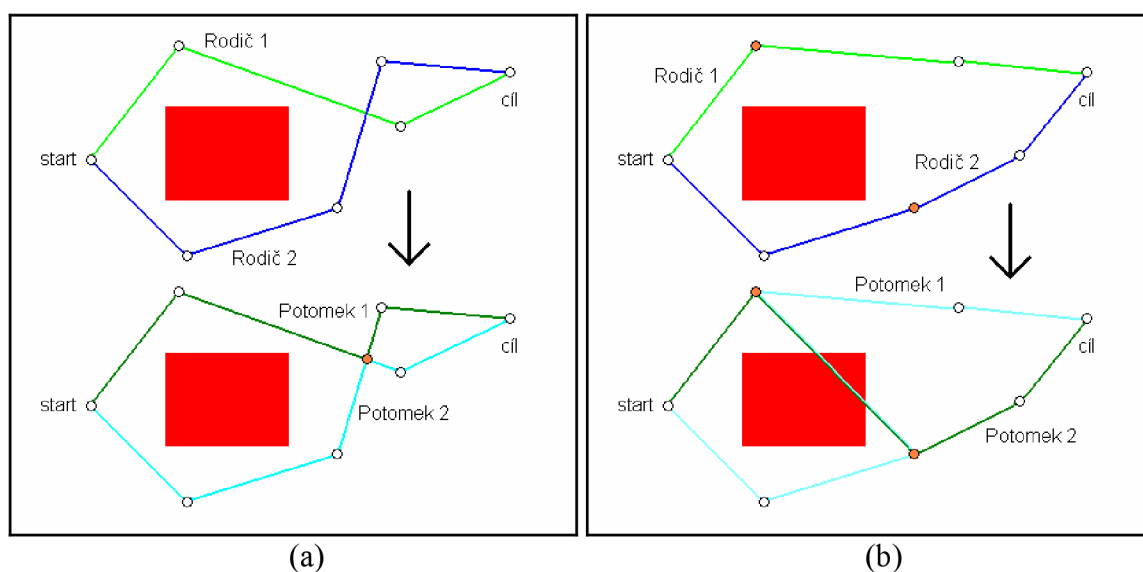 Rodič 1
cíl
start
Rodič 2
Potomek 1
cíl
start
Potomek 2
(a)
Rodič 1
cíl
start
Rodič 2
Potomek 1
cíl
start
Potomek 2
(b)